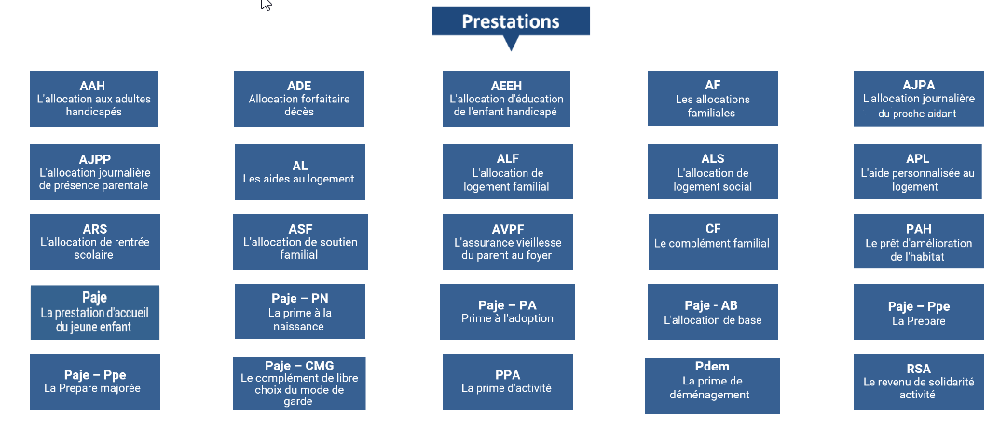 Prestations
AAH
L'allocation aux adultes
handicapés
ADE
Allocation forfaitaire
décès
AEEH
L'allocation d'éducation
de l'enfant handicapé
AF
Les allocations
familiales
AJPA
L'allocation journalière
du proche aidant
AJPP
L'allocation journalière
de présence parentale
AL
Les aides au logement
ALF
L'allocation de
logement familial
ALS
L'allocation de
logement social
APL
L'aide personnalisée au
logement
ARS
L'allocation de rentrée
scolaire
ASF
L'allocation de soutien
familial
AVPF
L'assurance vieillesse
du parent au foyer
CF
Le complément familial
PAH
Le prêt d'amélioration
de l'habitat
Paje
La prestation d'accueil
du jeune enfant
Paje – PN
La prime à la
naissance
Paje – PA
Prime à l'adoption
Paje - AB
L'allocation de base
Paje – Ppe
La Prepare
Paje – Ppe
La Prepare majorée
Paje – CMG
Le complément de libre
choix du mode de
garde
PPA
La prime d'activité
Pdem
La prime de
déménagement
RSA
Le revenu de solidarité
activité